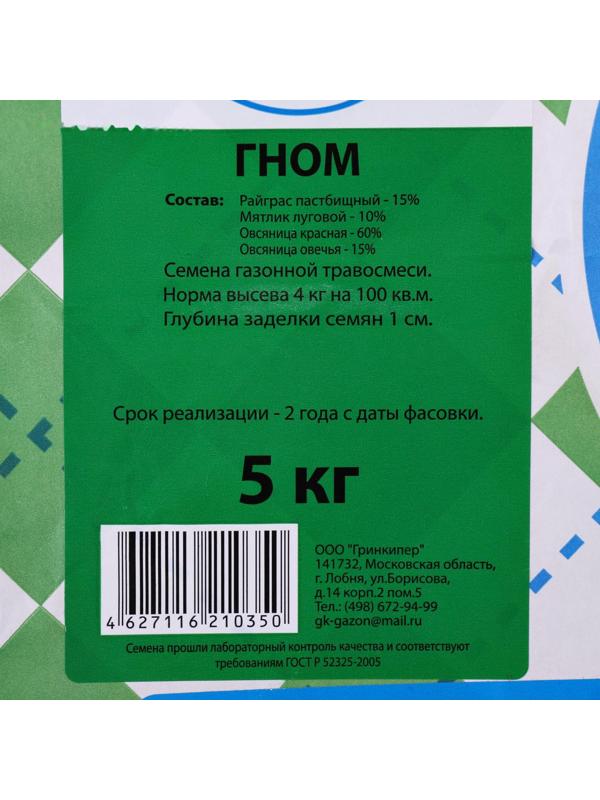 ГНОМ
Состав: Райграс пастбищный - 15%
Мятлик луговой - 10%
Овсяница красная - 60%
Овсяница овечья - 15%
Семена газонной травосмеси.
Норма высева 4 кг на 100 кв.м.
Глубина заделки семян 1 см.
Срок реализации - 2 года с даты фасовки.
5 кг
ООО "Гринкипер"
141732, Московская область,
г. Лобня, ул.Борисова,
д.14 корп.2 пом.5
Тел.: (498) 672-94-99
gk-gazon@mail.ru
4 627116 210350
Семена прошли лабораторный контроль качества и соответствуют
требованиям ГОСТ Р 52325-2005